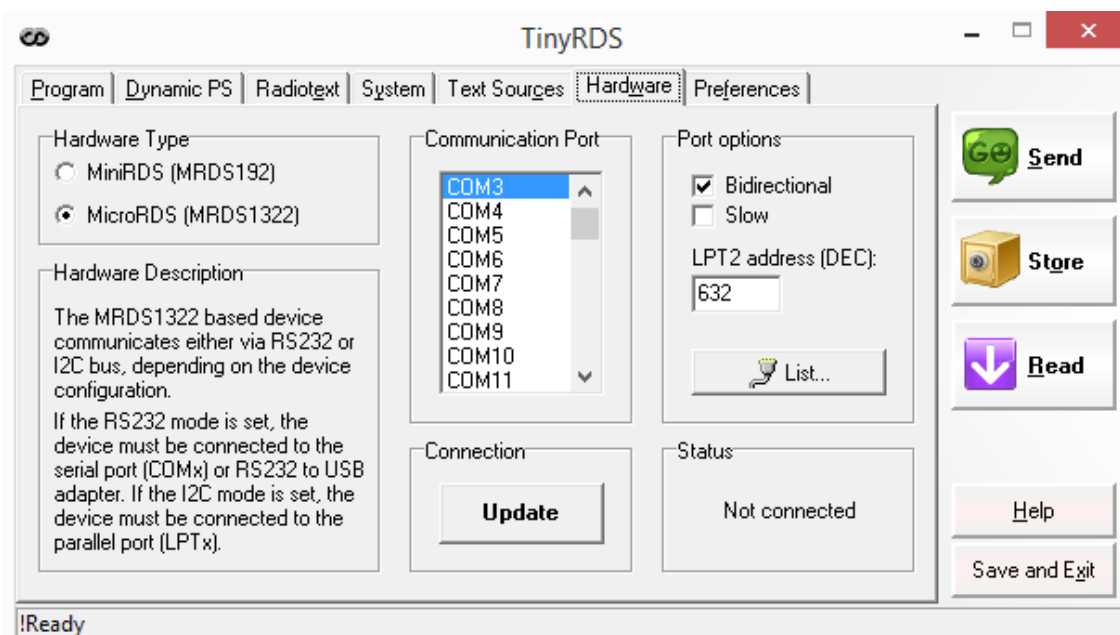 TinyRDS
Program
Dynamic PS
Radiotext
System
Text Sources
Hardware
Preferences
Hardware Type
MiniRDS (MRDS192)
MicroRDS (MRDS1322)
Hardware Description
The MRDS1322 based device
communicates either via RS232 or
I2C bus, depending on the device
configuration.
If the RS232 mode is set, the
device must be connected to the
serial port (COMx) or RS232 to USB
adapter. If the I2C mode is set, the
device must be connected to the
parallel port (LPTx).
Communication Port
COM3
COM4
COM5
COM6
COM7
COM8
COM9
COM10
COM11
Connection
Update
Port options
Bidirectional
Slow
LPT2 address (DEC):
632
List...
Status
Not connected
GO
Send
Store
Read
Help
Save and Exit
!Ready